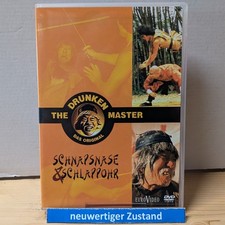 THE DRUNKEN MASTER
DAS ORIGINAL
SCHNAPSNASE
& SCHLAPPOHR
DVD
neuwertiger Zustand